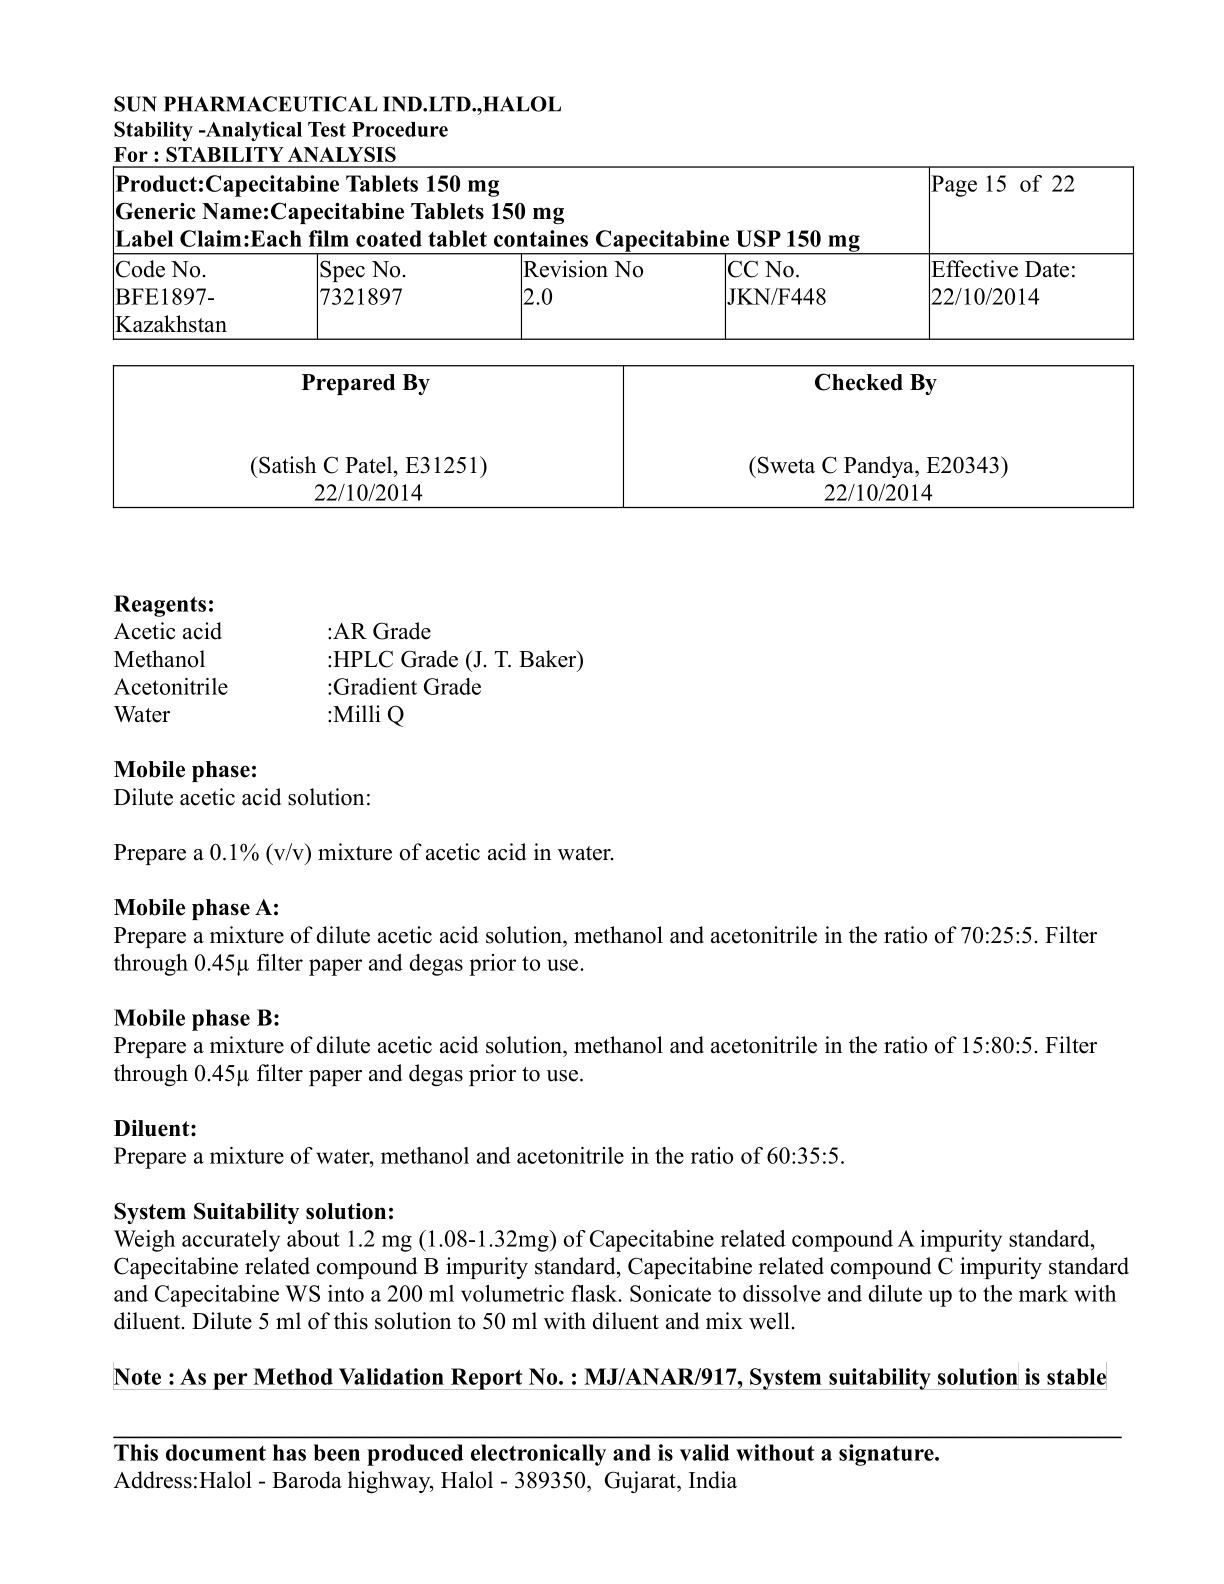 SUN PHARMACEUTICAL IND.LTD.,HALOL
Stability -Analytical Test Procedure
For : STABILITY ANALYSIS
Product:Capecitabine Tablets 150 mg
Generic Name:Capecitabine Tablets 150 mg
Label Claim:Each film coated tablet containes Capecitabine USP 150 mg
Page 15 of 22
Code No.
BFE1897-
Kazakhstan
Spec No.
7321897
Revision No
2.0
CC No.
JKN/F448
Effective Date:
22/10/2014
Prepared By
(Satish C Patel, E31251)
22/10/2014
Checked By
(Sweta C Pandya, E20343)
22/10/2014
Reagents:
Acetic acid :AR Grade
Methanol :HPLC Grade (J. T. Baker)
Acetonitrile :Gradient Grade
Water :Milli Q
Mobile phase:
Dilute acetic acid solution:
Prepare a 0.1% (v/v) mixture of acetic acid in water.
Mobile phase A:
Prepare a mixture of dilute acetic acid solution, methanol and acetonitrile in the ratio of 70:25:5. Filter
through 0.45µ filter paper and degas prior to use.
Mobile phase B:
Prepare a mixture of dilute acetic acid solution, methanol and acetonitrile in the ratio of 15:80:5. Filter
through 0.45µ filter paper and degas prior to use.
Diluent:
Prepare a mixture of water, methanol and acetonitrile in the ratio of 60:35:5.
System Suitability solution:
Weigh accurately about 1.2 mg (1.08-1.32mg) of Capecitabine related compound A impurity standard,
Capecitabine related compound B impurity standard, Capecitabine related compound C impurity standard
and Capecitabine WS into a 200 ml volumetric flask. Sonicate to dissolve and dilute up to the mark with
diluent. Dilute 5 ml of this solution to 50 ml with diluent and mix well.
Note : As per Method Validation Report No. : MJ/ANAR/917, System suitability solution is stable
This document has been produced electronically and is valid without a signature.
Address:Halol - Baroda highway, Halol - 389350, Gujarat, India